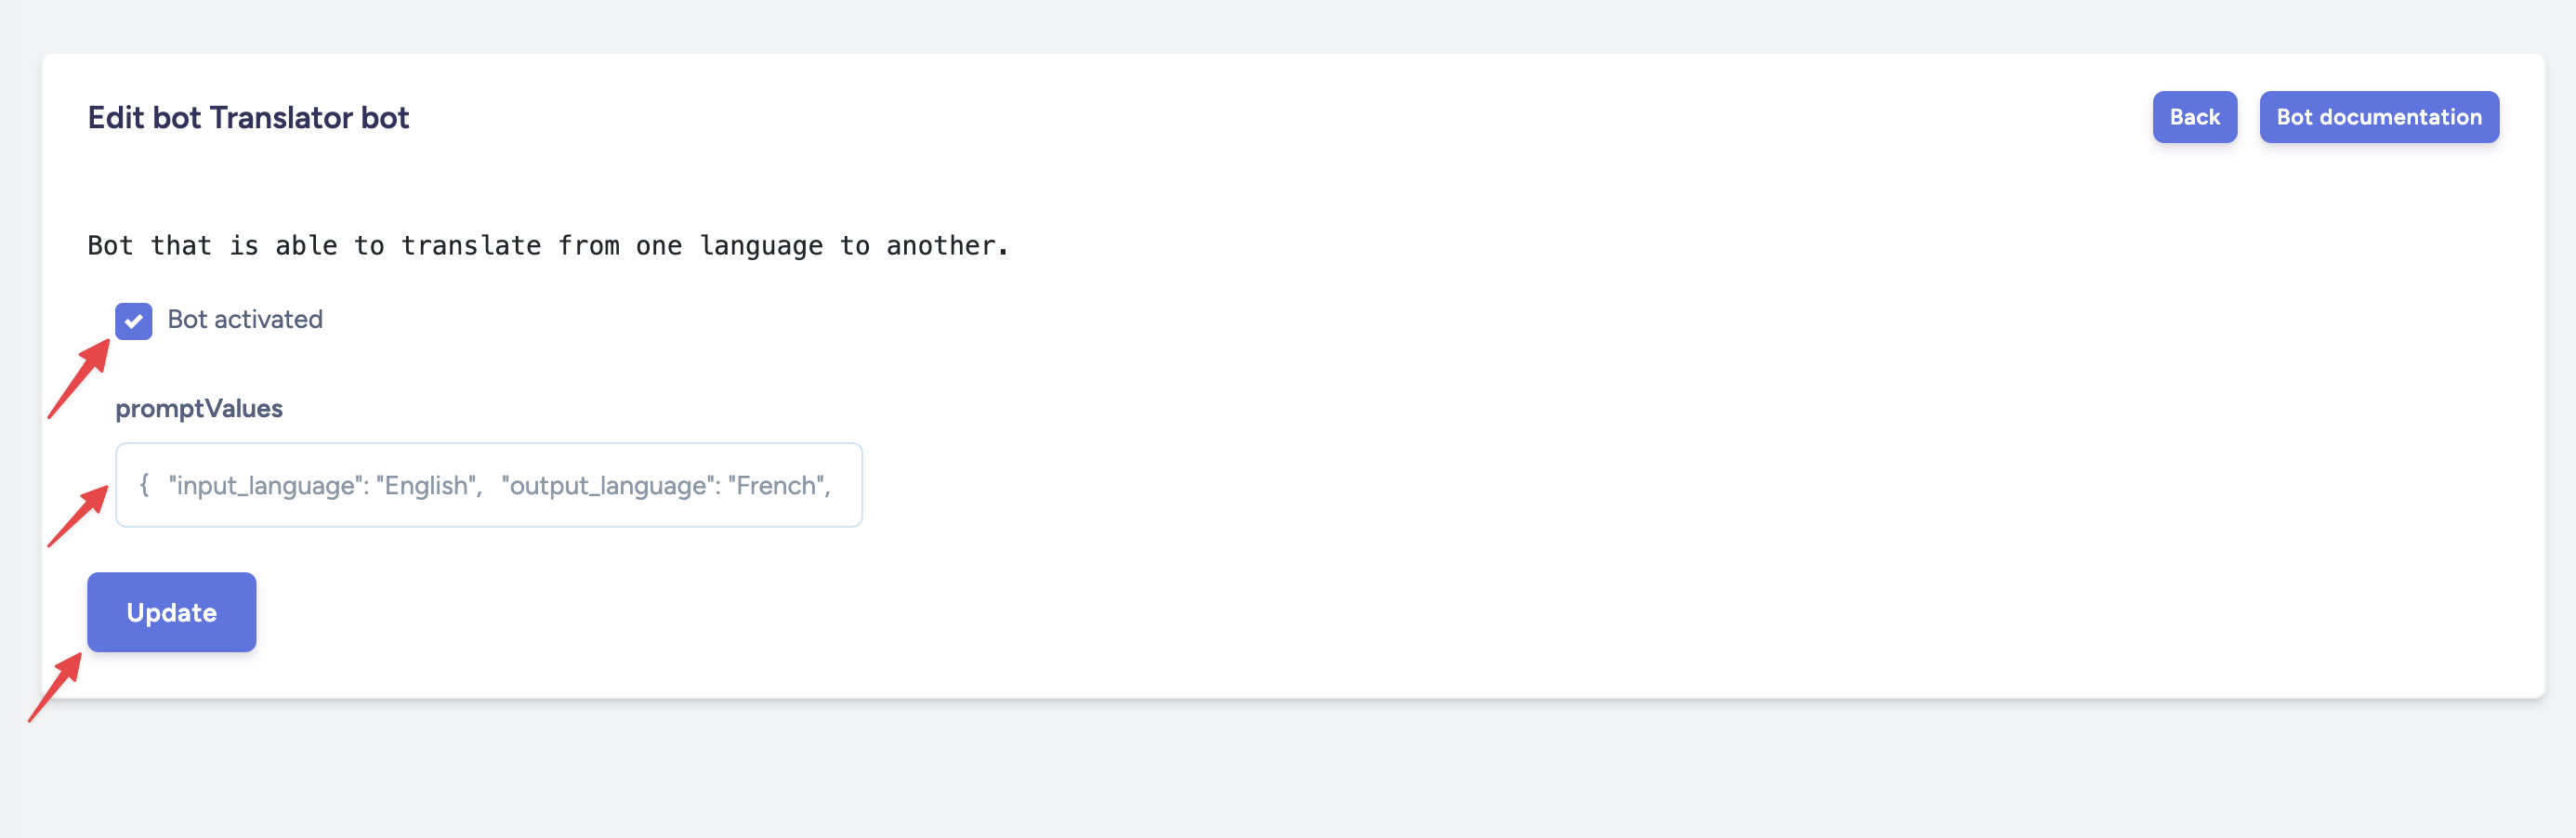 Edit bot Translator bot
Back
Bot documentation
Bot that is able to translate from one language to another.
Bot activated
promptValues
{  "input_language": "English",  "output_language": "French",
Update